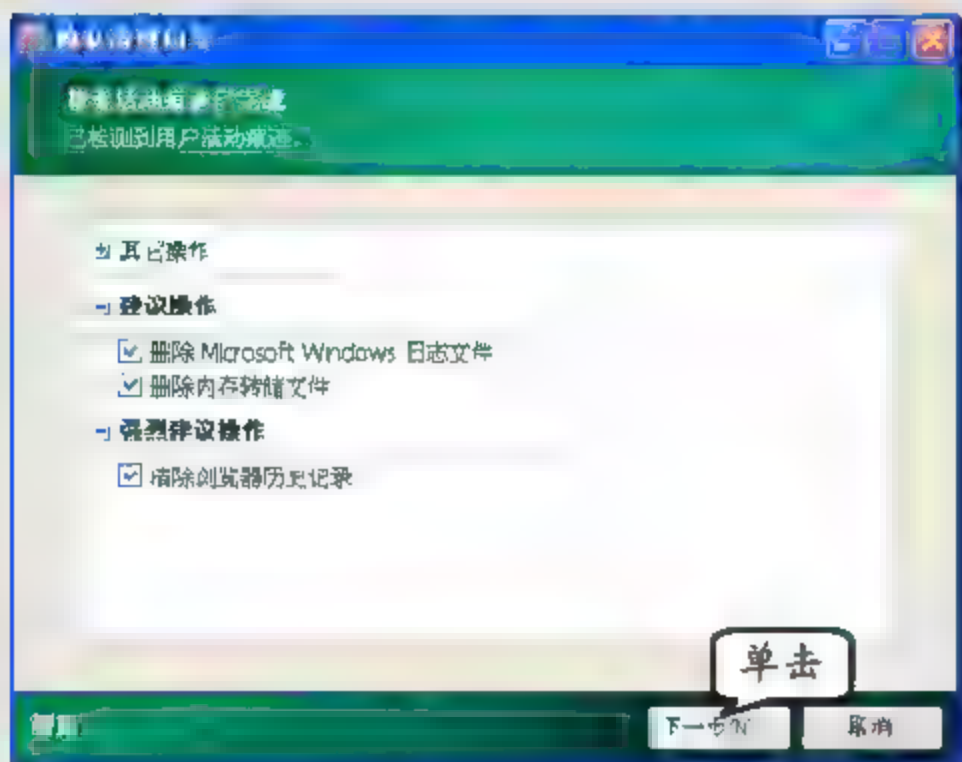 已检测到用户活动痕迹
其它操作
建议操作
删除 Microsoft Windows 日志文件
删除内存转储文件
强烈建议操作
清除浏览器历史记录
单击
下一步(N)
取消